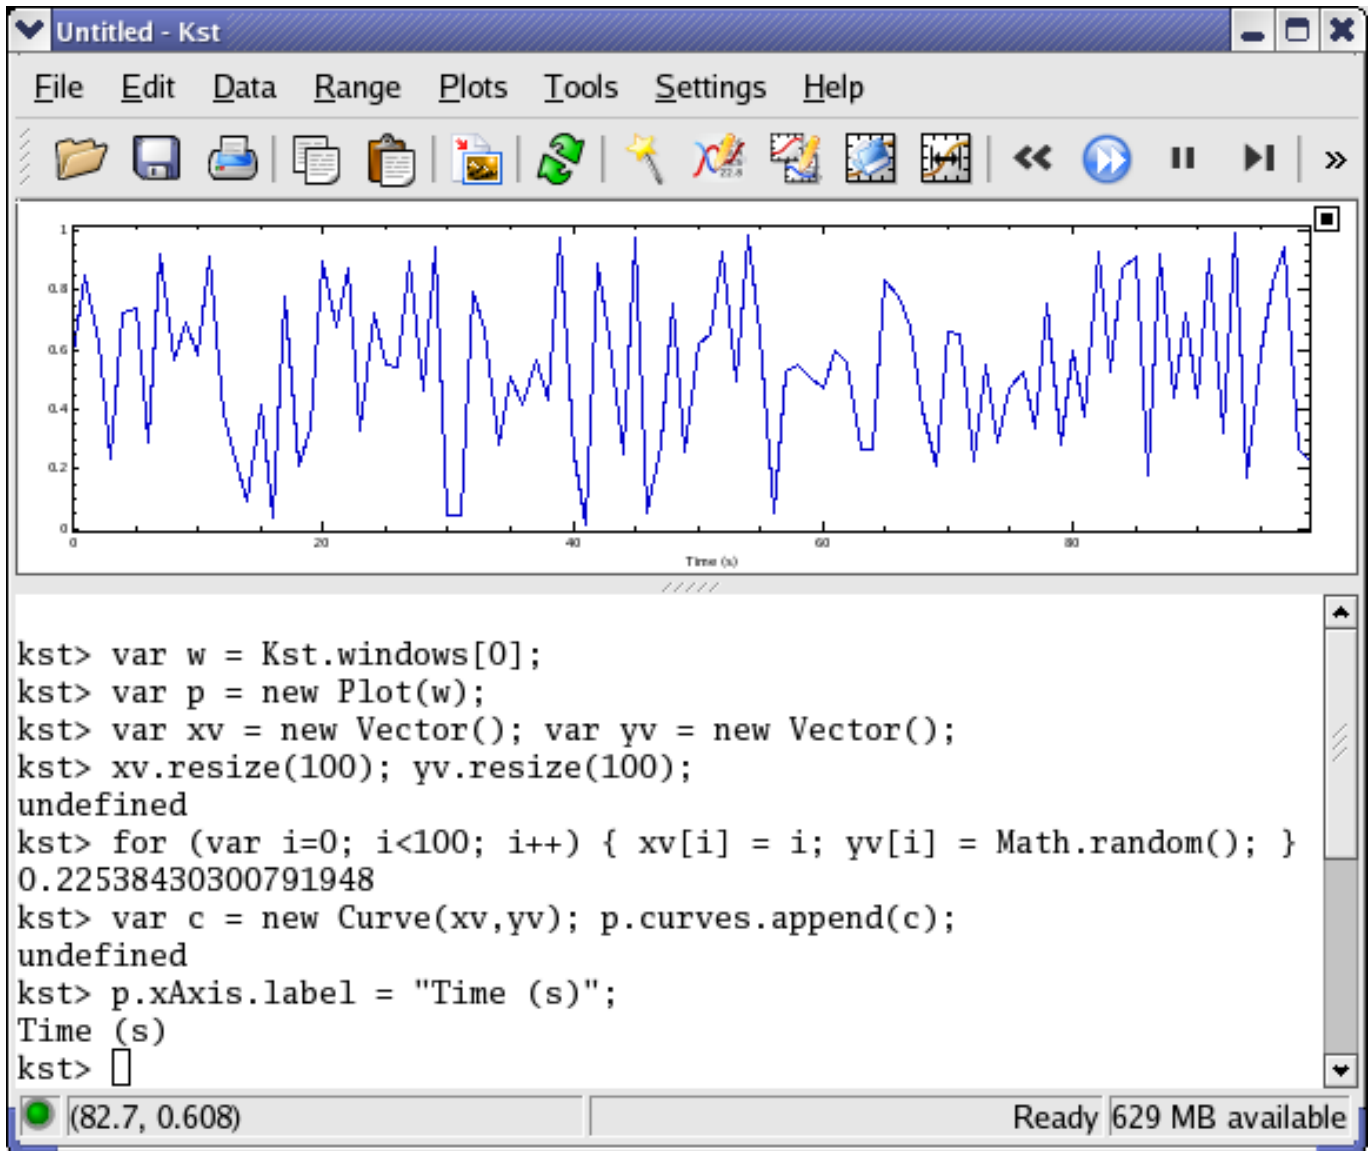 Untitled - Kst
File Edit Data Range Plots Tools Settings Help
22.8
1
0.8
0.6
0.4
0.2
0
0 20 40 60 80
Time (s)
kst> var w = Kst.windows[0];
kst> var p = new Plot(w);
kst> var xv = new Vector(); var yv = new Vector();
kst> xv.resize(100); yv.resize(100);
undefined
kst> for (var i=0; i<100; i++) { xv[i] = i; yv[i] = Math.random(); }
0.22538430300791948
kst> var c = new Curve(xv,yv); p.curves.append(c);
undefined
kst> p.xAxis.label = "Time (s)";
Time (s)
kst>
(82.7, 0.608) Ready 629 MB available